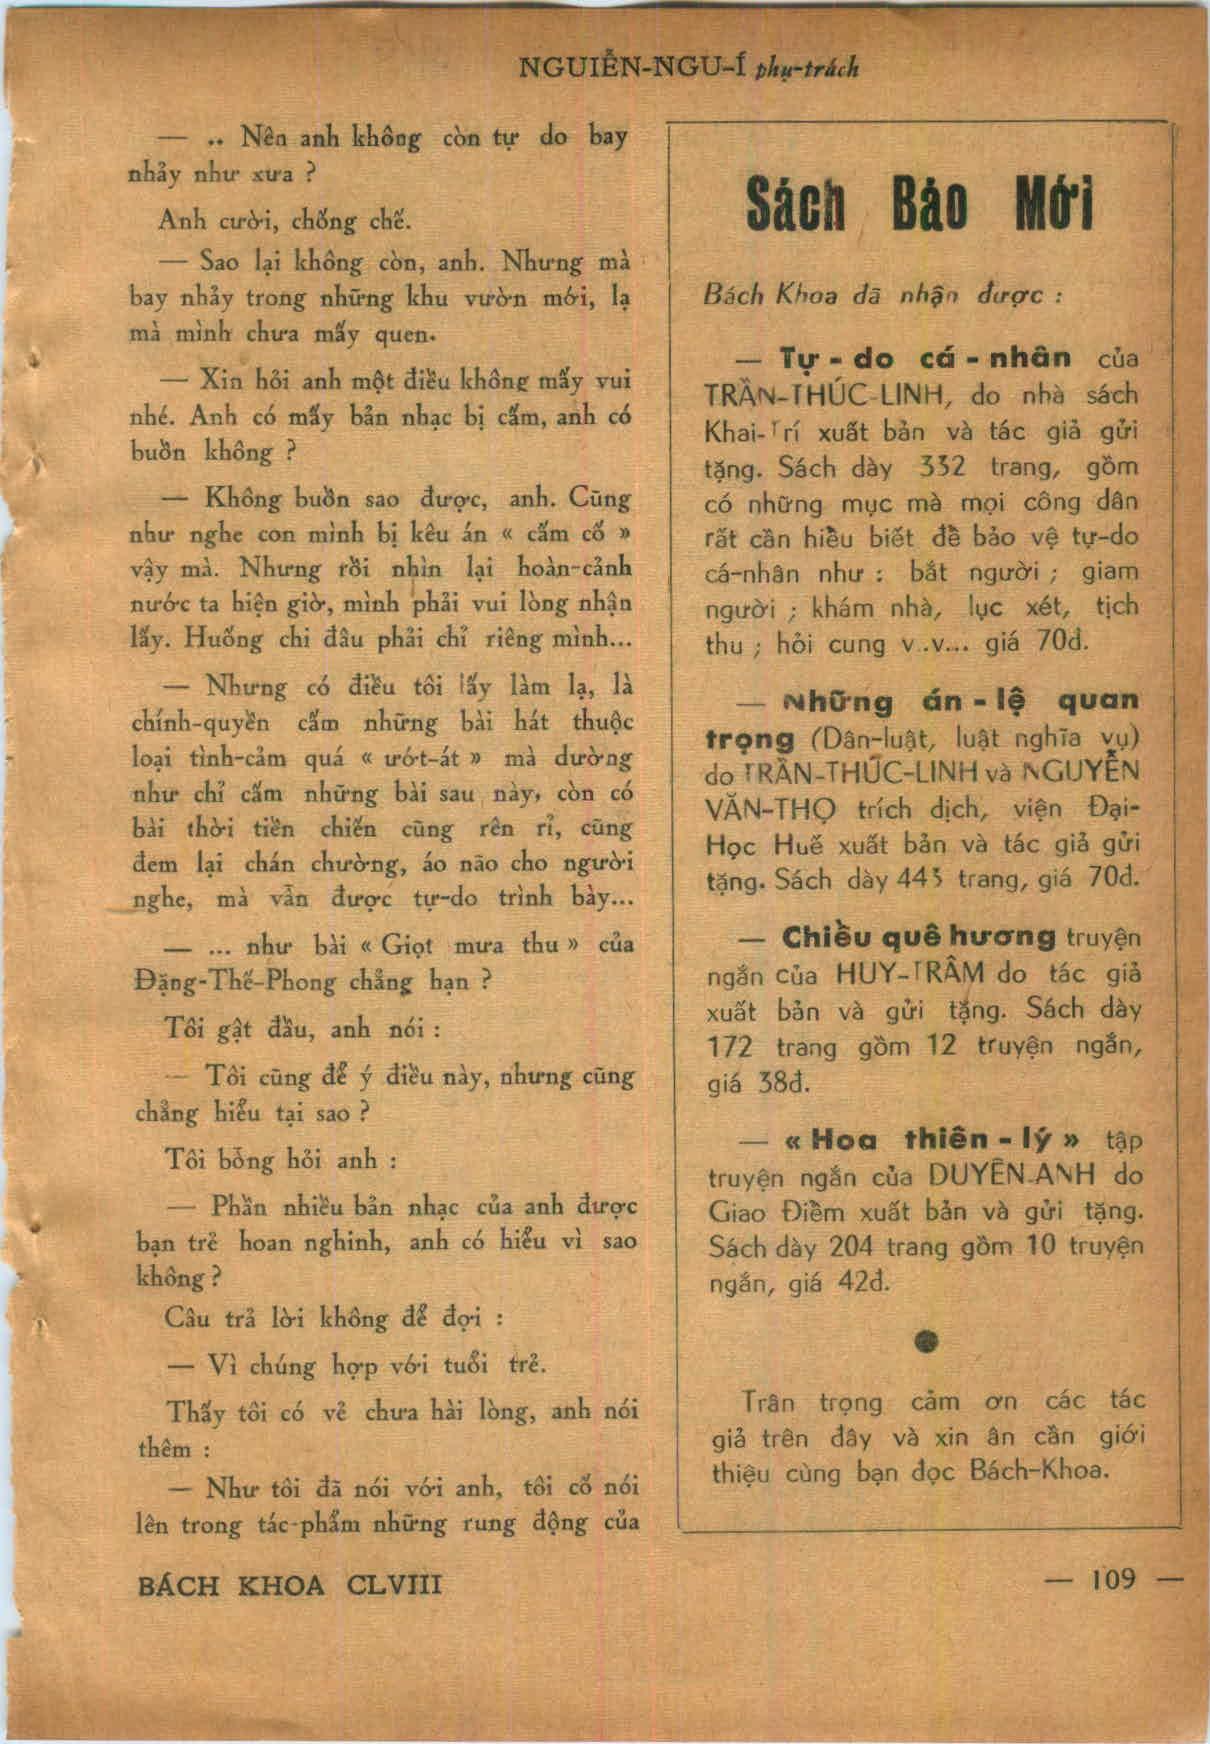 NGUIỄN-NGU-Í phụ-trách
— .. Nên anh không còn tự do bay
nhảy như xưa ?
Anh cười, chống chế.
— Sao lại không còn, anh. Nhưng mà
bay nhảy trong những khu vườn mới, lạ
mà mình chưa mấy quen.
— Xin hỏi anh một điều không mấy vui
nhé. Anh có mấy bản nhạc bị cấm, anh có
buồn không ?
— Không buồn sao được, anh. Cũng
như nghe con mình bị kêu án « cấm cố »
vậy mà. Nhưng rồi nhìn lại hoàn-cảnh
nước ta hiện giờ, mình phải vui lòng nhận
lấy. Huống chi đâu phải chỉ riêng mình...
— Nhưng có điều tôi lấy làm lạ, là
chính-quyền cấm những bài hát thuộc
loại tình-cảm quá « ướt-át » mà dường
như chỉ cấm những bài sau này, còn có
bài thời tiền chiến cũng rên rỉ, cũng
đem lại chán chường, áo não cho người
nghe, mà vẫn được tự-do trình bày...
— ... như bài « Giọt mưa thu » của
Đặng-Thế-Phong chẳng hạn ?
Tôi gật đầu, anh nói :
— Tôi cũng để ý điều này, nhưng cũng
chẳng hiểu tại sao ?
Tôi bỗng hỏi anh :
— Phần nhiều bản nhạc của anh được
bạn trẻ hoan nghinh, anh có hiểu vì sao
không ?
Câu trả lời không để đợi :
— Vì chúng hợp với tuổi trẻ.
Thấy tôi có vẻ chưa hài lòng, anh nói
thêm :
— Như tôi đã nói với anh, tôi cố nói
lên trong tác-phẩm những rung động của
Sách Báo Mới
Bách Khoa đã nhận được :
— Tự - do cá - nhân của
TRẦN-THÚC-LINH, do nhà sách
Khai-Trí xuất bản và tác giả gửi
tặng. Sách dày 332 trang, gồm
có những mục mà mọi công dân
rất cần hiểu biết để bảo vệ tự-do
cá-nhân như : bắt người ; giam
người ; khám nhà, lục xét, tịch
thu ; hỏi cung v..v... giá 70đ.
— Những án - lệ quan
trọng (Dân-luật, luật nghĩa vụ)
do TRẦN-THÚC-LINH và NGUYỄN
VĂN-THỌ trích dịch, viện Đại-
Học Huế xuất bản và tác giả gửi
tặng. Sách dày 445 trang, giá 70đ.
— Chiều quê hương truyện
ngắn của HUY-TRÂM do tác giả
xuất bản và gửi tặng. Sách dày
172 trang gồm 12 truyện ngắn,
giá 38đ.
— « Hoa thiên - lý » tập
truyện ngắn của DUYÊN-ANH do
Giao Điểm xuất bản và gửi tặng.
Sách dày 204 trang gồm 10 truyện
ngắn, giá 42đ.
Trân trọng cảm ơn các tác
giả trên đây và xin ân cần giới
thiệu cùng bạn đọc Bách-Khoa.
BÁCH KHOA CLVIII
— 109 —